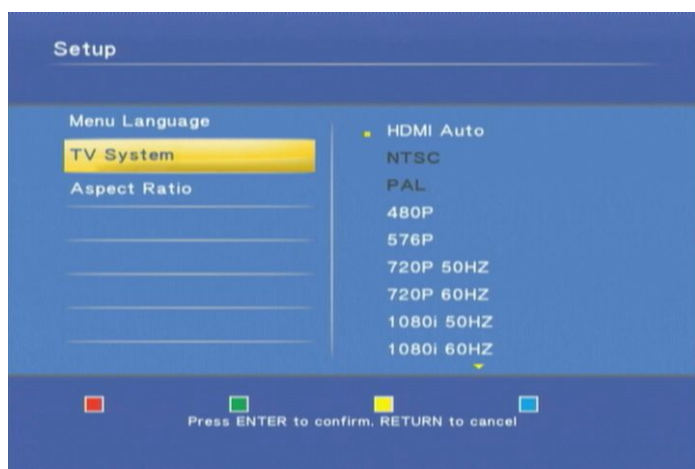 Setup
Menu Language
TV System
Aspect Ratio
HDMI Auto
NTSC
PAL
480P
576P
720P 50HZ
720P 60HZ
1080i 50HZ
1080i 60HZ
Press ENTER to confirm. RETURN to cancel